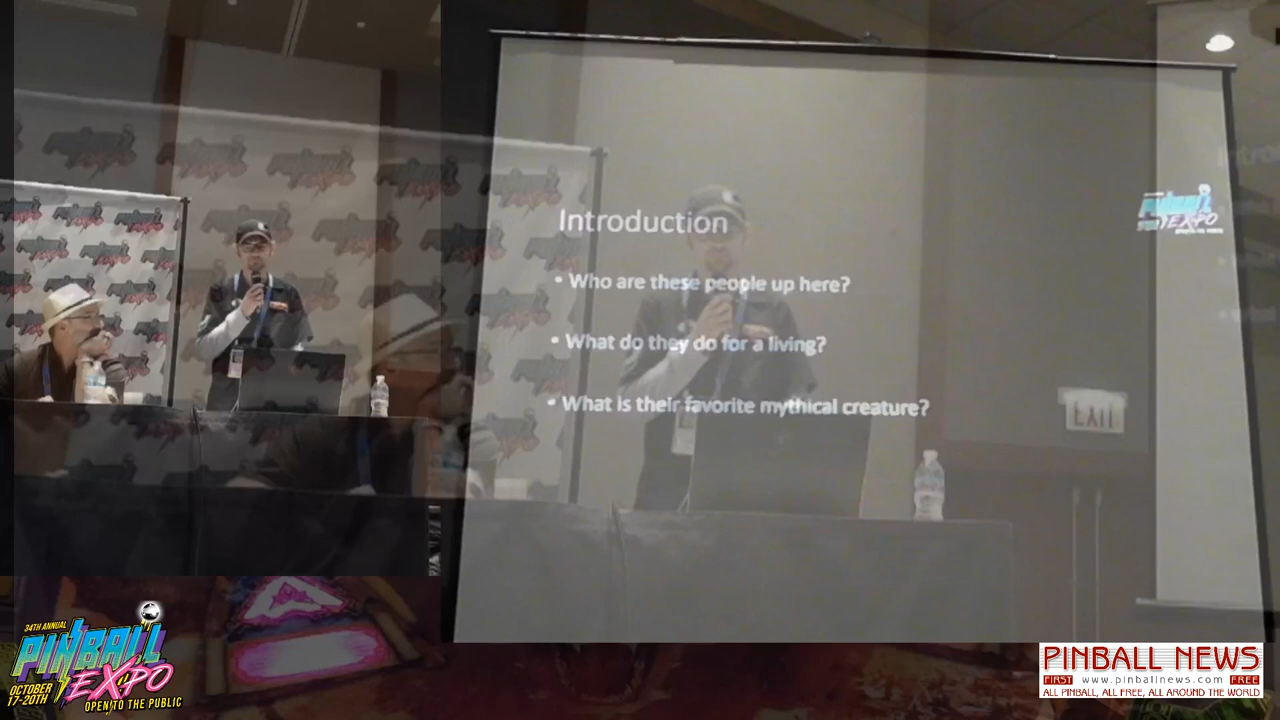 Introduction
• Who are these people up here?
• What do they do for a living?
• What is their favorite mythical creature?
PINBALL
EXPO
EXIT
34TH ANNUAL
PINBALL
EXPO
OCTOBER
17-20TH
OPEN TO THE PUBLIC
PINBALL NEWS
FIRST www.pinballnews.com FREE
ALL PINBALL, ALL FREE, ALL AROUND THE WORLD